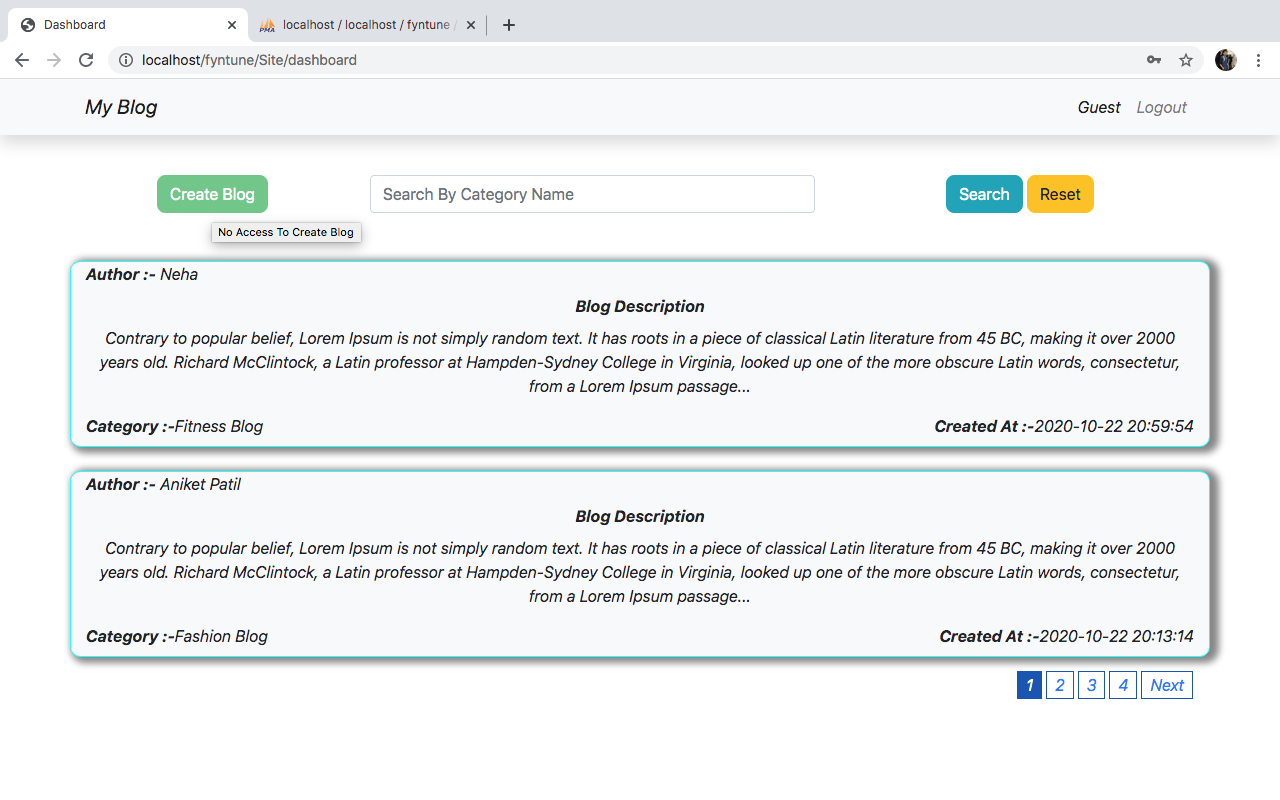 Dashboard
PMA
localhost / localhost / fyntune /
localhost/fyntune/Site/dashboard
My Blog
Guest Logout
Create Blog
Search By Category Name
Search Reset
No Access To Create Blog
Author :- Neha
Blog Description
Contrary to popular belief, Lorem Ipsum is not simply random text. It has roots in a piece of classical Latin literature from 45 BC, making it over 2000
years old. Richard McClintock, a Latin professor at Hampden-Sydney College in Virginia, looked up one of the more obscure Latin words, consectetur,
from a Lorem Ipsum passage...
Category :-Fitness Blog
Created At :-2020-10-22 20:59:54
Author :- Aniket Patil
Blog Description
Contrary to popular belief, Lorem Ipsum is not simply random text. It has roots in a piece of classical Latin literature from 45 BC, making it over 2000
years old. Richard McClintock, a Latin professor at Hampden-Sydney College in Virginia, looked up one of the more obscure Latin words, consectetur,
from a Lorem Ipsum passage...
Category :-Fashion Blog
Created At :-2020-10-22 20:13:14
1 2 3 4 Next